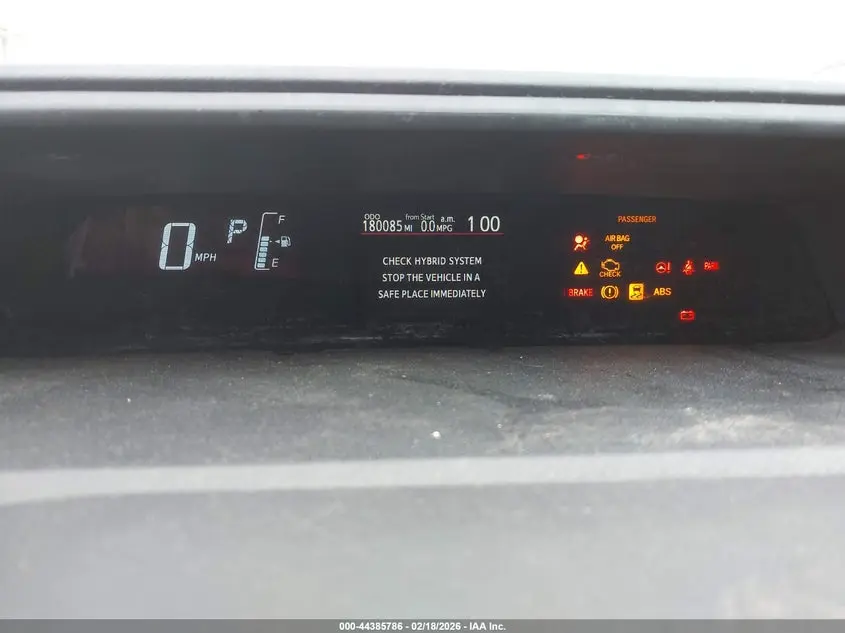 0 MPH
P
F
E
ODO from Start a.m.
180085 MI 0.0 MPG 1 00
CHECK HYBRID SYSTEM
STOP THE VEHICLE IN A
SAFE PLACE IMMEDIATELY
PASSENGER
AIR BAG
OFF
CHECK
PARK
BRAKE ABS
000-44385786 - 02/18/2026 - IAA Inc.